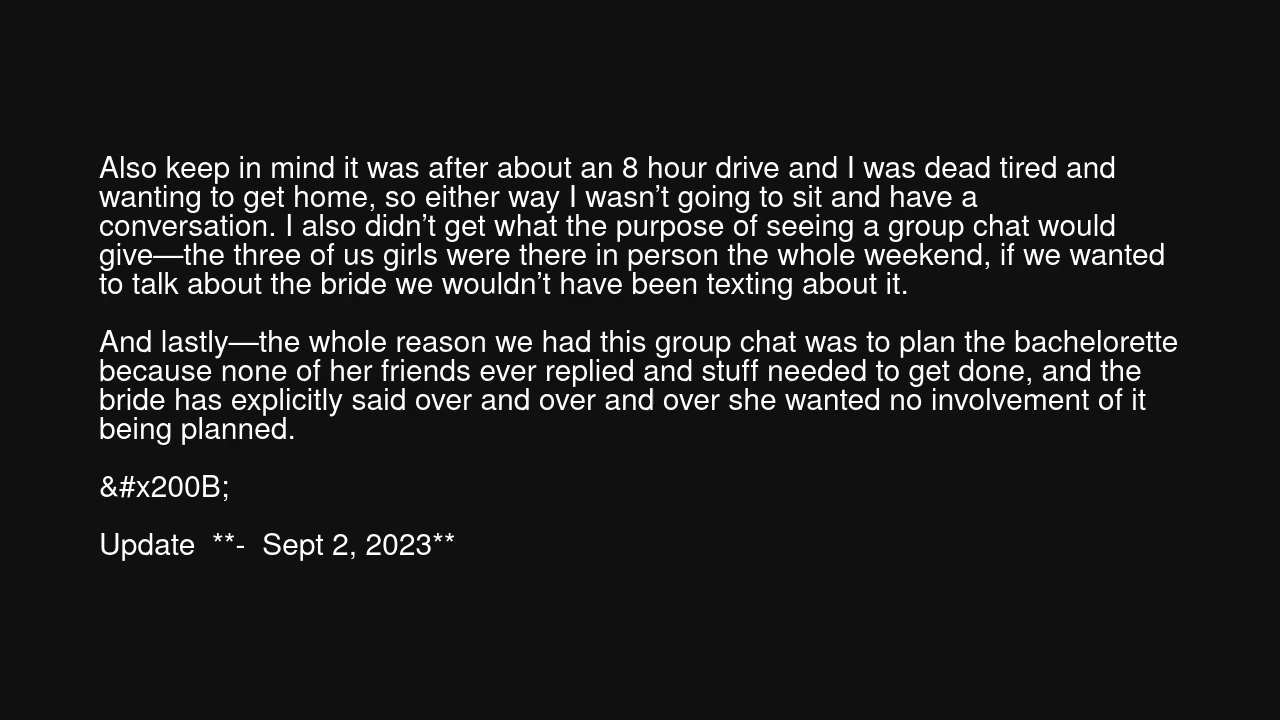 Also keep in mind it was after about an 8 hour drive and I was dead tired and
wanting to get home, so either way I wasn’t going to sit and have a
conversation. I also didn’t get what the purpose of seeing a group chat would
give—the three of us girls were there in person the whole weekend, if we wanted
to talk about the bride we wouldn’t have been texting about it.
And lastly—the whole reason we had this group chat was to plan the bachelorette
because none of her friends ever replied and stuff needed to get done, and the
bride has explicitly said over and over and over she wanted no involvement of it
being planned.
&#x200B;
Update  **-  Sept 2, 2023**